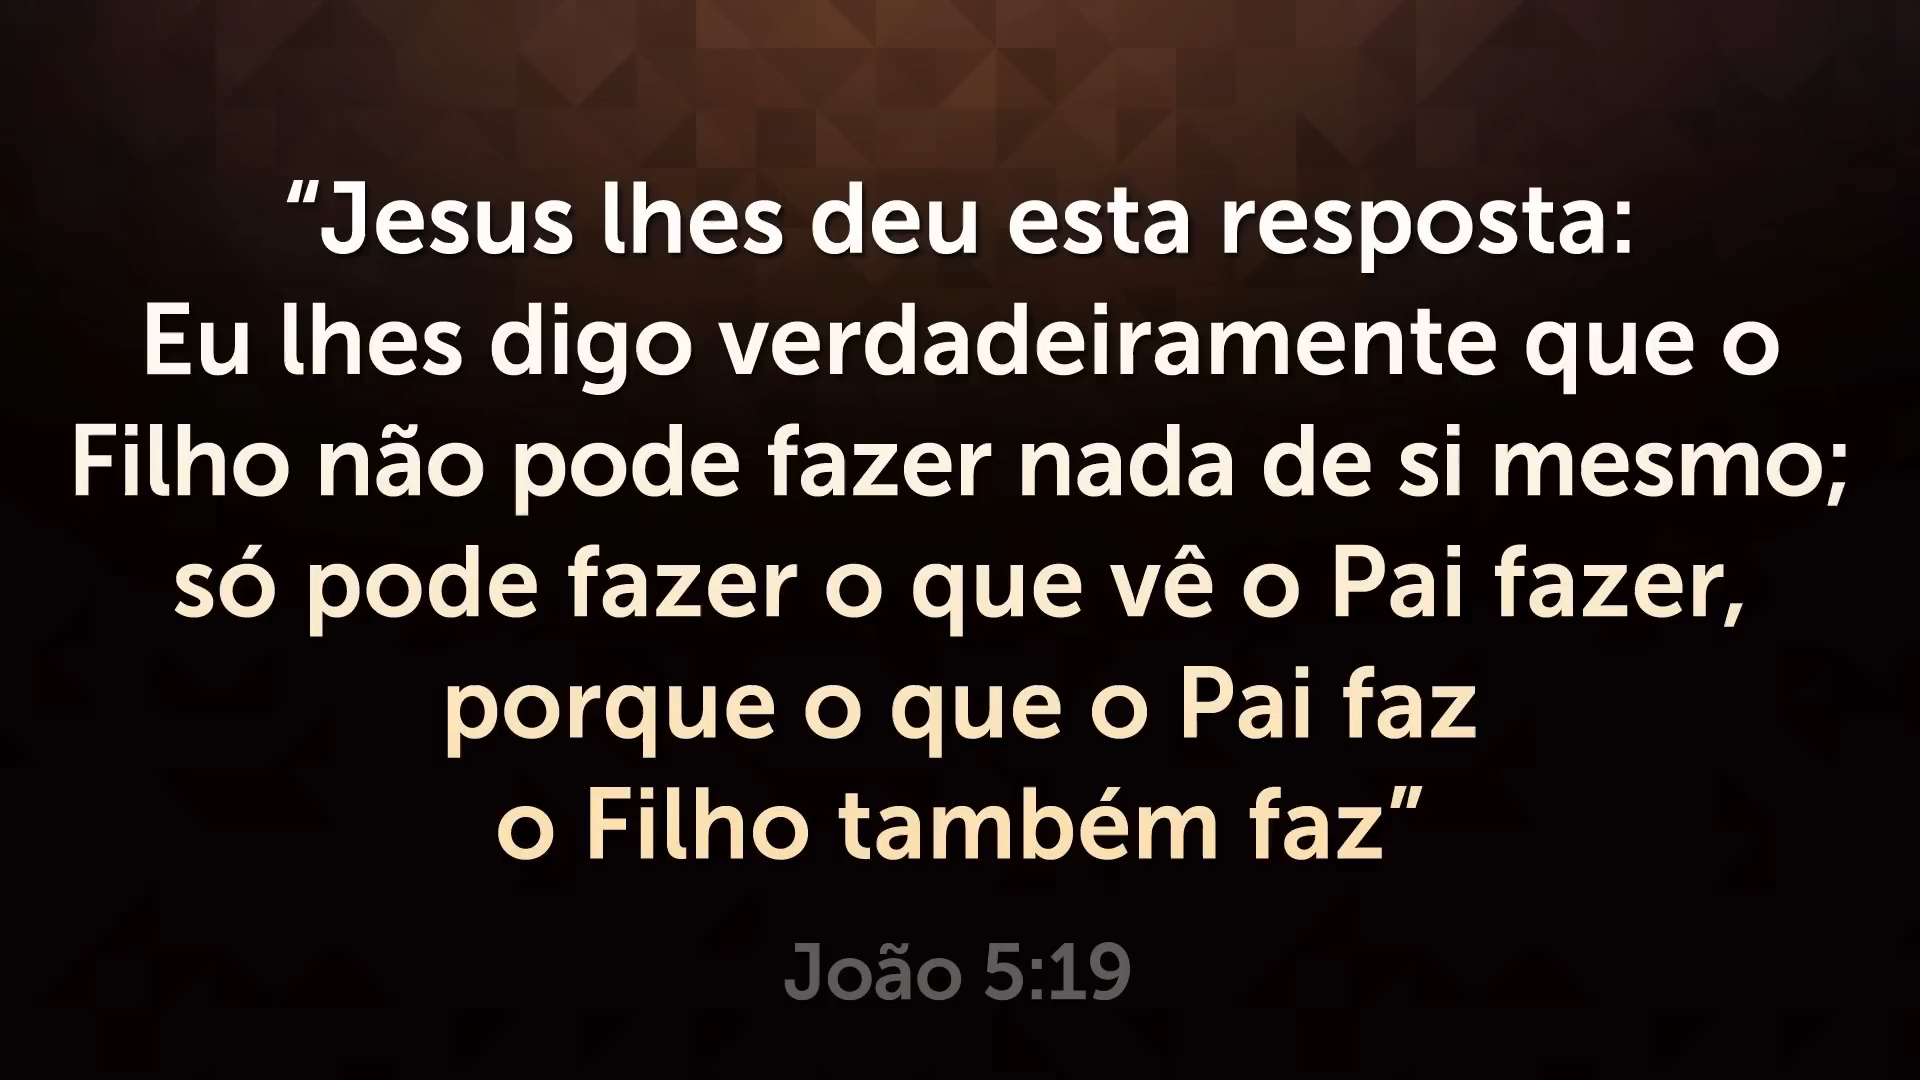 “Jesus lhes deu esta resposta:
Eu lhes digo verdadeiramente que o
Filho não pode fazer nada de si mesmo;
só pode fazer o que vê o Pai fazer,
porque o que o Pai faz
o Filho também faz”
João 5:19